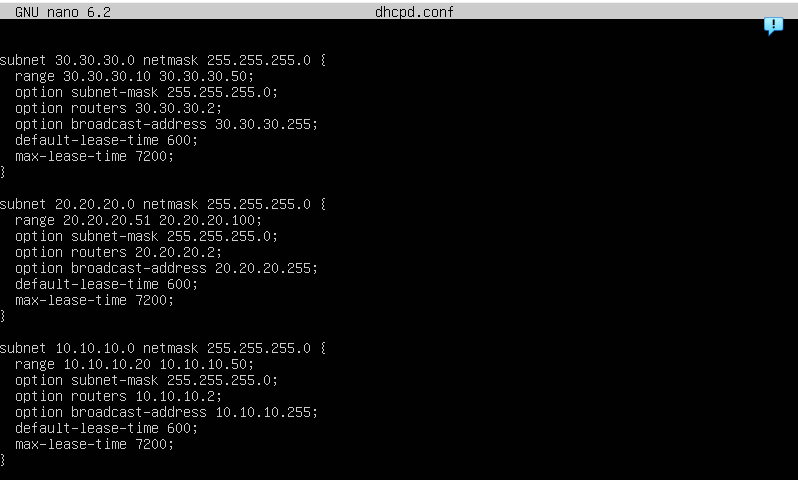 GNU nano 6.2 dhcpd.conf
subnet 30.30.30.0 netmask 255.255.255.0 {
  range 30.30.30.10 30.30.30.50;
  option subnet-mask 255.255.255.0;
  option routers 30.30.30.2;
  option broadcast-address 30.30.30.255;
  default-lease-time 600;
  max-lease-time 7200;
}
subnet 20.20.20.0 netmask 255.255.255.0 {
  range 20.20.20.51 20.20.20.100;
  option subnet-mask 255.255.255.0;
  option routers 20.20.20.2;
  option broadcast-address 20.20.20.255;
  default-lease-time 600;
  max-lease-time 7200;
}
subnet 10.10.10.0 netmask 255.255.255.0 {
  range 10.10.10.20 10.10.10.50;
  option subnet-mask 255.255.255.0;
  option routers 10.10.10.2;
  option broadcast-address 10.10.10.255;
  default-lease-time 600;
  max-lease-time 7200;
}